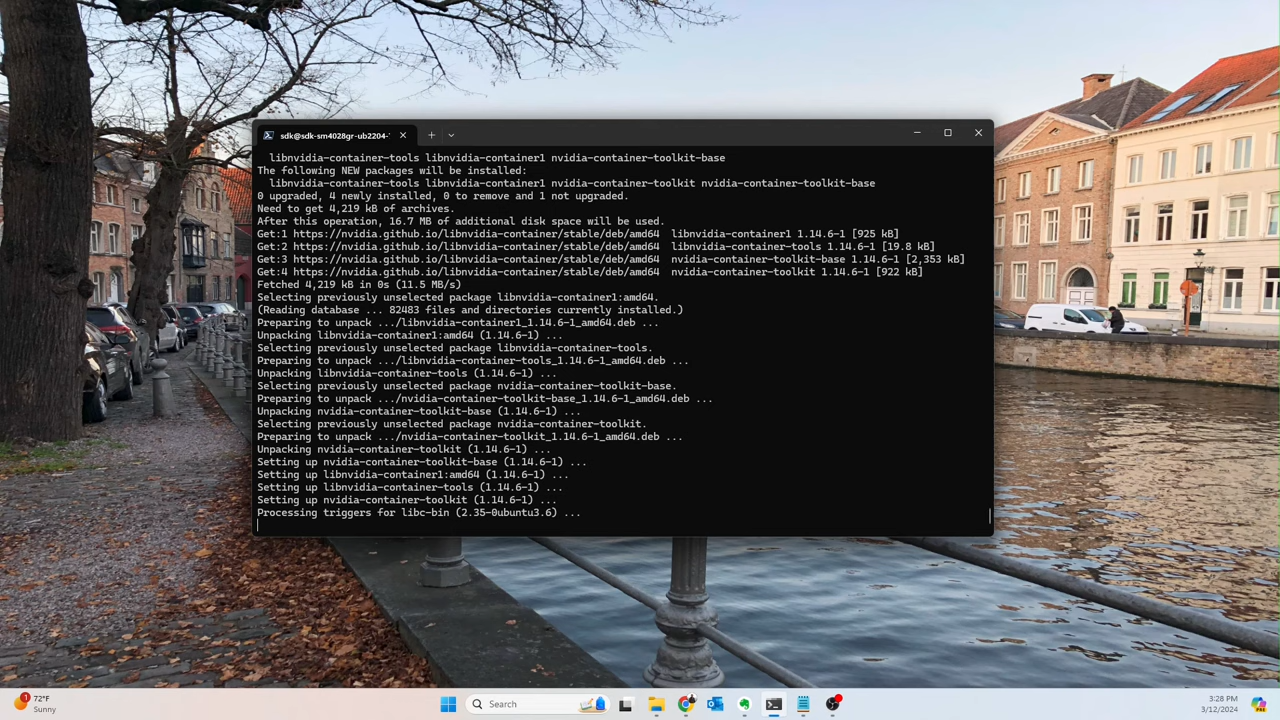 sdk@sdk-sm4028gr-ub2204-
libnvidia-container-tools libnvidia-container1 nvidia-container-toolkit-base
The following NEW packages will be installed:
libnvidia-container-tools libnvidia-container1 nvidia-container-toolkit nvidia-container-toolkit-base
0 upgraded, 4 newly installed, 0 to remove and 1 not upgraded.
Need to get 4,219 kB of archives.
After this operation, 16.7 MB of additional disk space will be used.
Get:1 https://nvidia.github.io/libnvidia-container/stable/deb/amd64  libnvidia-container1 1.14.6-1 [925 kB]
Get:2 https://nvidia.github.io/libnvidia-container/stable/deb/amd64  libnvidia-container-tools 1.14.6-1 [19.8 kB]
Get:3 https://nvidia.github.io/libnvidia-container/stable/deb/amd64  nvidia-container-toolkit-base 1.14.6-1 [2,353 kB]
Get:4 https://nvidia.github.io/libnvidia-container/stable/deb/amd64  nvidia-container-toolkit 1.14.6-1 [922 kB]
Fetched 4,219 kB in 0s (11.5 MB/s)
Selecting previously unselected package libnvidia-container1:amd64.
(Reading database ... 82483 files and directories currently installed.)
Preparing to unpack .../libnvidia-container1_1.14.6-1_amd64.deb ...
Unpacking libnvidia-container1:amd64 (1.14.6-1) ...
Selecting previously unselected package libnvidia-container-tools.
Preparing to unpack .../libnvidia-container-tools_1.14.6-1_amd64.deb ...
Unpacking libnvidia-container-tools (1.14.6-1) ...
Selecting previously unselected package nvidia-container-toolkit-base.
Preparing to unpack .../nvidia-container-toolkit-base_1.14.6-1_amd64.deb ...
Unpacking nvidia-container-toolkit-base (1.14.6-1) ...
Selecting previously unselected package nvidia-container-toolkit.
Preparing to unpack .../nvidia-container-toolkit_1.14.6-1_amd64.deb ...
Unpacking nvidia-container-toolkit (1.14.6-1) ...
Setting up nvidia-container-toolkit-base (1.14.6-1) ...
Setting up libnvidia-container1:amd64 (1.14.6-1) ...
Setting up libnvidia-container-tools (1.14.6-1) ...
Setting up nvidia-container-toolkit (1.14.6-1) ...
Processing triggers for libc-bin (2.35-0ubuntu3.6) ...
1
72°F
Sunny
Search
3:28 PM
3/12/2024